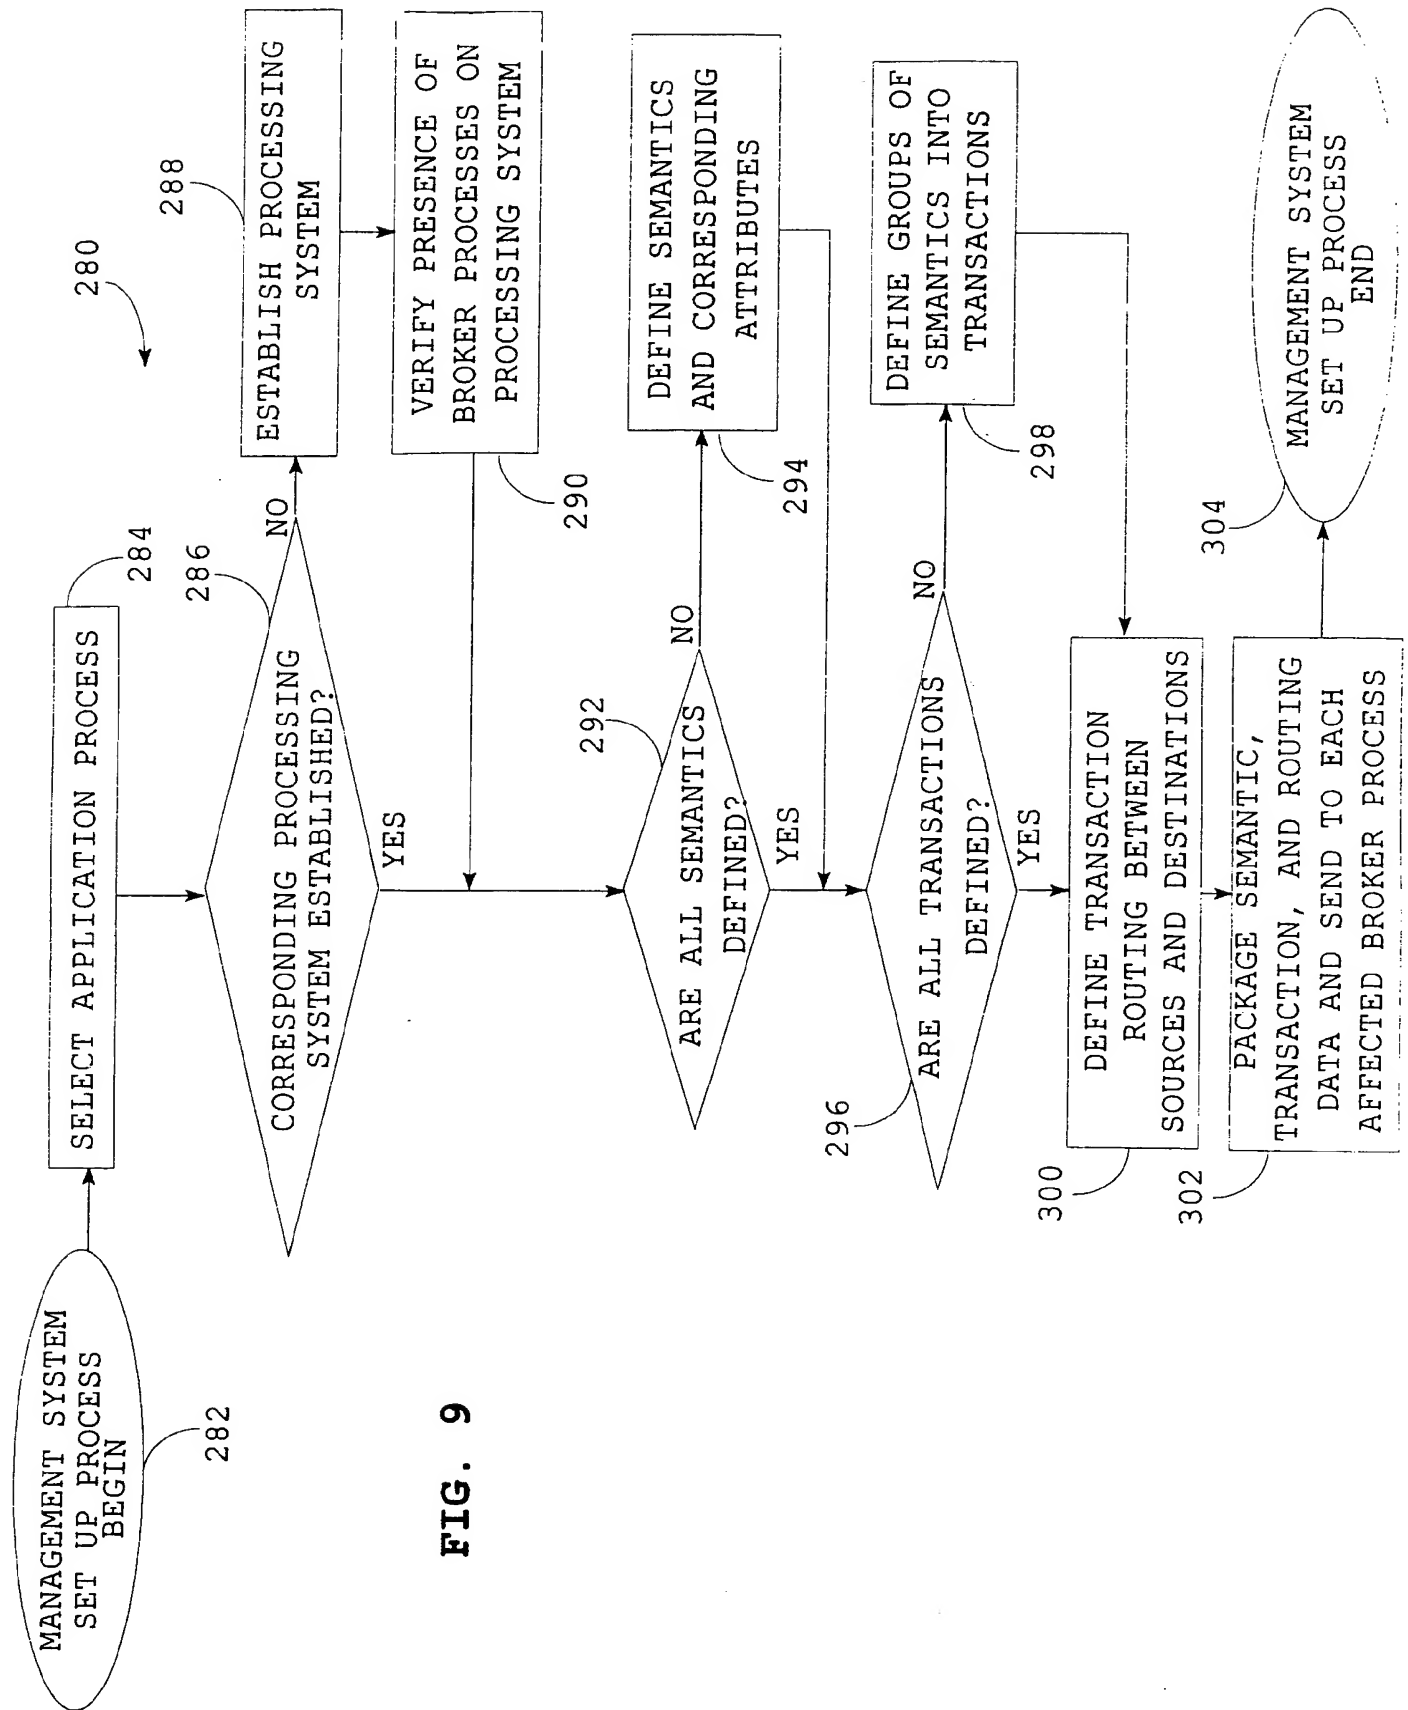 280
MANAGEMENT SYSTEM
SET UP PROCESS
BEGIN
282
SELECT APPLICATION PROCESS
284
CORRESPONDING PROCESSING
SYSTEM ESTABLISHED?
286
NO
YES
ESTABLISH PROCESSING
SYSTEM
288
VERIFY PRESENCE OF
BROKER PROCESSES ON
PROCESSING SYSTEM
290
ARE ALL SEMANTICS
DEFINED?
292
NO
YES
DEFINE SEMANTICS
AND CORRESPONDING
ATTRIBUTES
294
ARE ALL TRANSACTIONS
DEFINED?
296
NO
YES
DEFINE GROUPS OF
SEMANTICS INTO
TRANSACTIONS
298
DEFINE TRANSACTION
ROUTING BETWEEN
SOURCES AND DESTINATIONS
300
PACKAGE SEMANTIC,
TRANSACTION, AND ROUTING
DATA AND SEND TO EACH
AFFECTED BROKER PROCESS
302
MANAGEMENT SYSTEM
SET UP PROCESS
END
304
FIG. 9